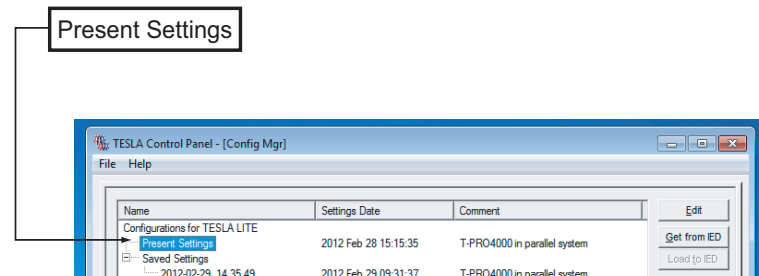 Present Settings
TESLA Control Panel - [Config Mgr]
File Help
Name Settings Date Comment
Edit
Configurations for TESLA LITE
Present Settings 2012 Feb 28 15:15:35 T-PRO4000 in parallel system
Get from IED
Saved Settings
Load to IED
2012-02-29 14.35.49 2012 Feb 29 09:31:37 T-PRO4000 in parallel system